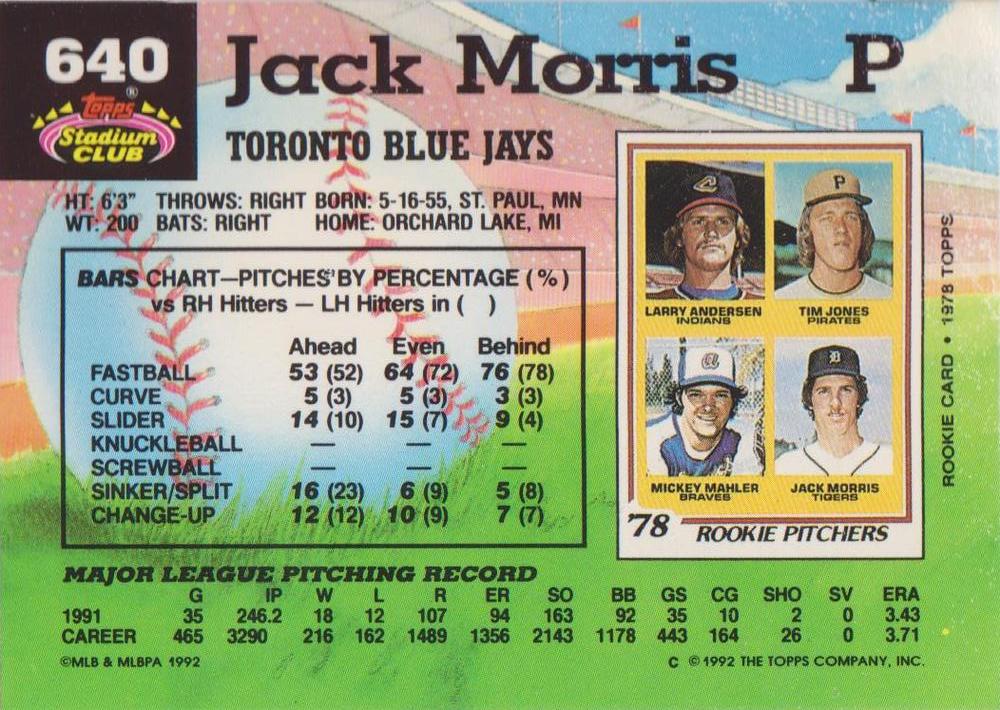 640
Topps®
Stadium
CLUB
Jack Morris P
TORONTO BLUE JAYS
HT: 6'3" THROWS: RIGHT BORN: 5-16-55, ST. PAUL, MN
WT: 200 BATS: RIGHT HOME: ORCHARD LAKE, MI
BARS CHART—PITCHES BY PERCENTAGE (%)
vs RH Hitters — LH Hitters in ( )
Ahead Even Behind
FASTBALL 53 (52) 64 (72) 76 (78)
CURVE 5 (3) 5 (3) 3 (3)
SLIDER 14 (10) 15 (7) 9 (4)
KNUCKLEBALL — — —
SCREWBALL — — —
SINKER/SPLIT 16 (23) 6 (9) 5 (8)
CHANGE-UP 12 (12) 10 (9) 7 (7)
P
LARRY ANDERSEN
INDIANS
TIM JONES
PIRATES
a
D
MICKEY MAHLER
BRAVES
JACK MORRIS
TIGERS
'78 ROOKIE PITCHERS
ROOKIE CARD • 1978 TOPPS
MAJOR LEAGUE PITCHING RECORD
G IP W L R ER SO BB GS CG SHO SV ERA
1991 35 246.2 18 12 107 94 163 92 35 10 2 0 3.43
CAREER 465 3290 216 162 1489 1356 2143 1178 443 164 26 0 3.71
©MLB & MLBPA 1992
C ©1992 THE TOPPS COMPANY, INC.